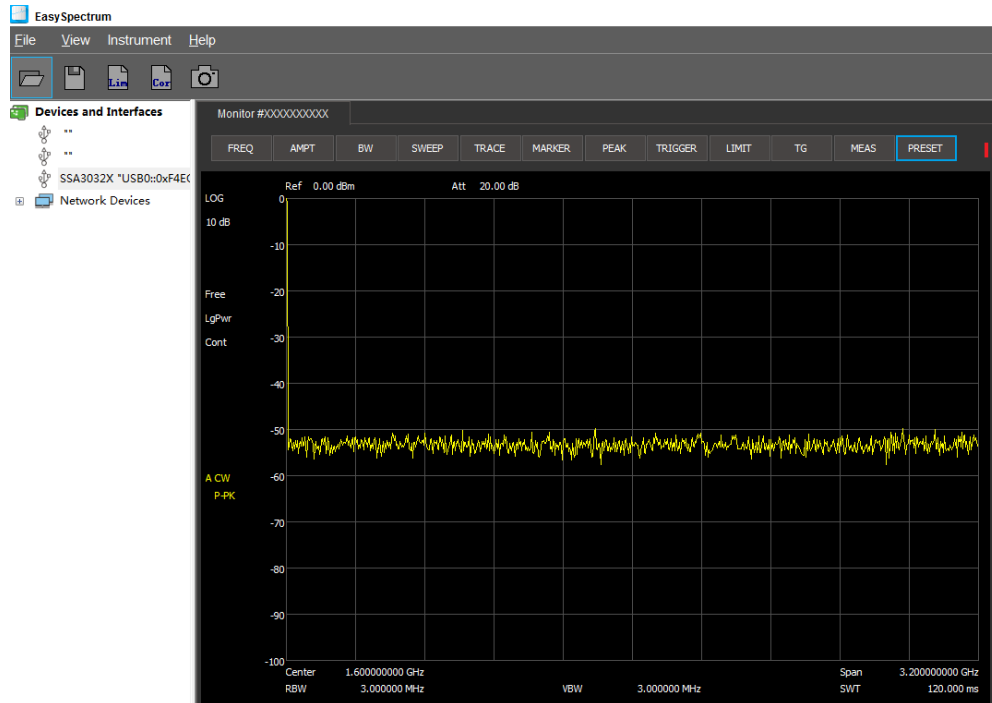 EasySpectrum
File View Instrument Help
Lim Cor
Devices and Interfaces
""
""
SSA3032X "USB0::0xF4EC
Network Devices
Monitor #XXXXXXXXXX
FREQ AMPT BW SWEEP TRACE MARKER PEAK TRIGGER LIMIT TG MEAS PRESET
Ref 0.00 dBm Att 20.00 dB
LOG
10 dB
Free
LgPwr
Cont
A CW
P-PK
0
-10
-20
-30
-40
-50
-60
-70
-80
-90
-100
Center 1.600000000 GHz Span 3.200000000 GHz
RBW 3.000000 MHz VBW 3.000000 MHz SWT 120.000 ms